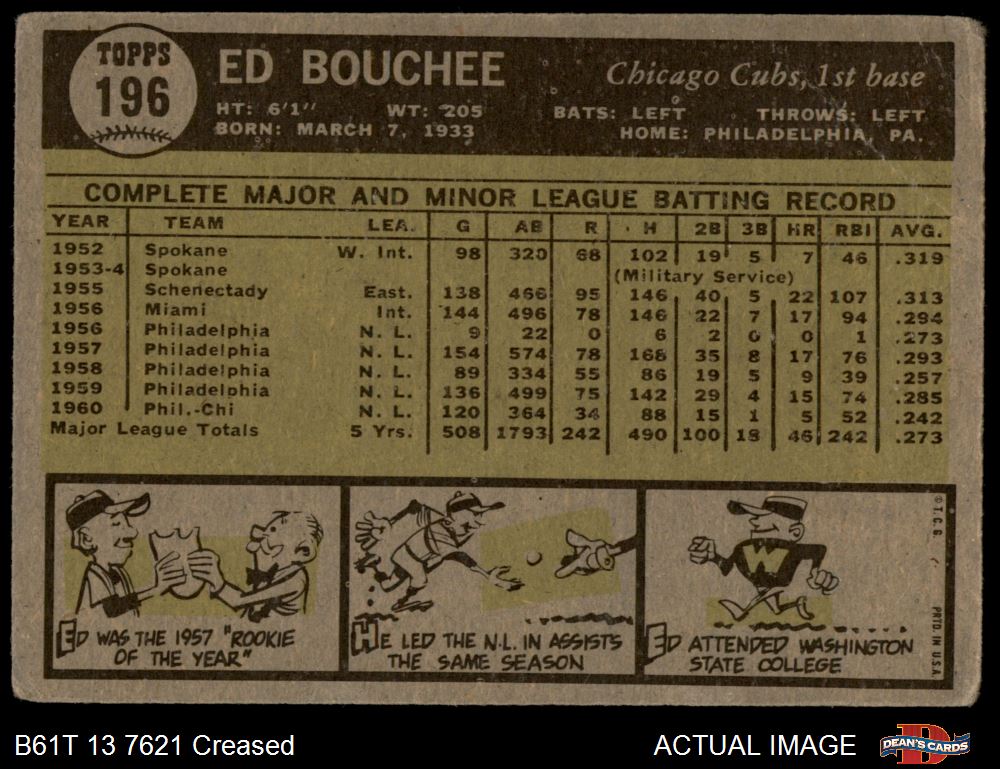 TOPPS
196
ED BOUCHEE
Chicago Cubs, 1st base
HT: 6'1" WT: 205 BATS: LEFT THROWS: LEFT
BORN: MARCH 7, 1933 HOME: PHILADELPHIA, PA.
COMPLETE MAJOR AND MINOR LEAGUE BATTING RECORD
YEAR TEAM LEA. G AB R H 2B 3B HR RBI AVG.
1952 Spokane W. Int. 98 320 68 102 19 5 7 46 .319
1953-4 Spokane (Military Service)
1955 Schenectady East. 138 466 95 146 40 5 22 107 .313
1956 Miami Int. 144 496 78 146 22 7 17 94 .294
1956 Philadelphia N. L. 9 22 0 6 2 0 0 1 .273
1957 Philadelphia N. L. 154 574 78 168 35 8 17 76 .293
1958 Philadelphia N. L. 89 334 55 86 19 5 9 39 .257
1959 Philadelphia N. L. 136 499 75 142 29 4 15 74 .285
1960 Phil.-Chi N. L. 120 364 34 88 15 1 5 52 .242
Major League Totals 5 Yrs. 508 1793 242 490 100 18 46 242 .273
ED WAS THE 1957 "ROOKIE
OF THE YEAR"
HE LED THE N.L. IN ASSISTS
THE SAME SEASON
W
ED ATTENDED WASHINGTON
STATE COLLEGE
© T. C. G.
PRTD. IN U.S.A.
B61T 13 7621 Creased
ACTUAL IMAGE
DEAN'S CARDS